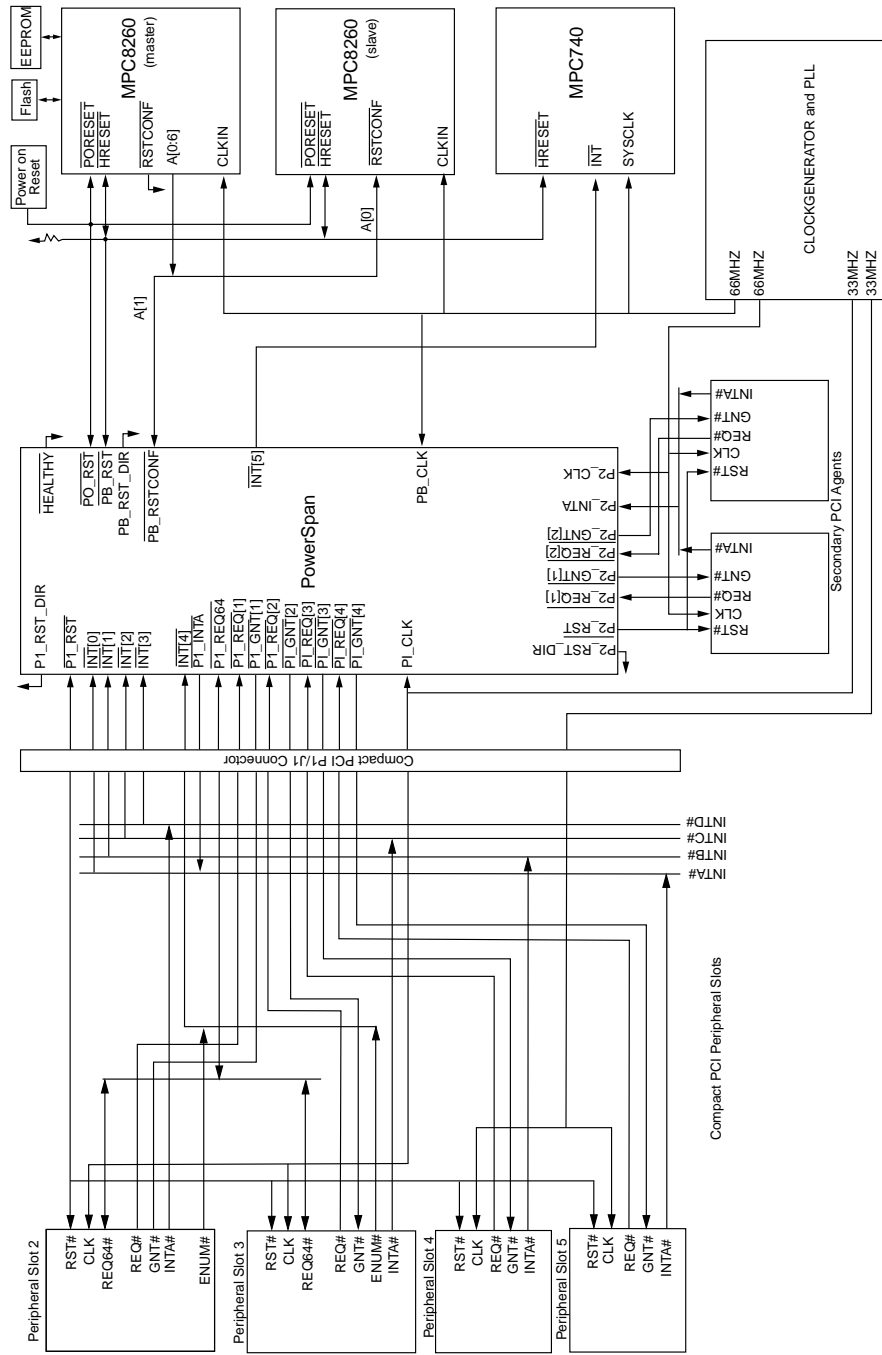 EEPROM
Flash
Power on
Reset
MPC8260
(master)
PORESET
HRESET
RSTCONF
A[0:6]
CLKIN
MPC8260
(slave)
PORESET
HRESET
RSTCONF
CLKIN
MPC740
HRESET
INT
SYSCLK
CLOCKGENERATOR and PLL
66MHZ
66MHZ
33MHZ
33MHZ
A[1]
A[0]
PowerSpan
HEALTHY
PO_RST
PB_RST
PB_RST_DIR
PB_RSTCONF
INT[5]
PB_CLK
P1_RST_DIR
P1_RST
INT[0]
INT[1]
INT[2]
INT[3]
INT[4]
P1_INTA
P1_REQ64
P1_REQ[1]
P1_GNT[1]
P1_REQ[2]
PI_GNT[2]
PI_REQ[3]
PI_GNT[3]
PI_REQ[4]
PI_GNT[4]
PI_CLK
P2_CLK
P2_INTA
P2_GNT[2]
P2_REQ[2]
P2_GNT[1]
P2_REQ[1]
P2_RST
P2_RST_DIR
INTA#
GNT#
REQ#
CLK
RST#
INTA#
GNT#
REQ#
CLK
RST#
Secondary PCI Agents
Compact PCI P1/J1 Connector
INTD#
INTC#
INTB#
INTA#
Compact PCI Peripheral Slots
Peripheral Slot 2
RST#
CLK
REQ64#
REQ#
GNT#
INTA#
ENUM#
Peripheral Slot 3
RST#
CLK
REQ64#
REQ#
GNT#
ENUM#
INTA#
Peripheral Slot 4
RST#
CLK
REQ#
GNT#
INTA#
Peripheral Slot 5
RST#
CLK
REQ#
GNT#
INTA#